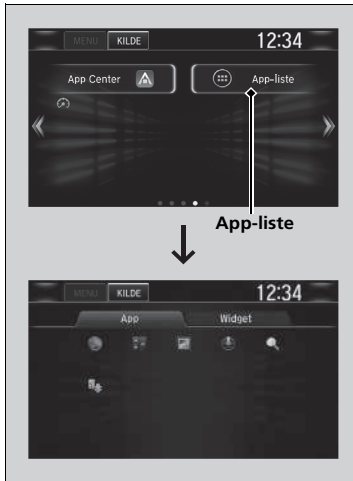 MENU KILDE 12:34
App Center App-liste
App-liste
MENU KILDE 12:34
App Widget